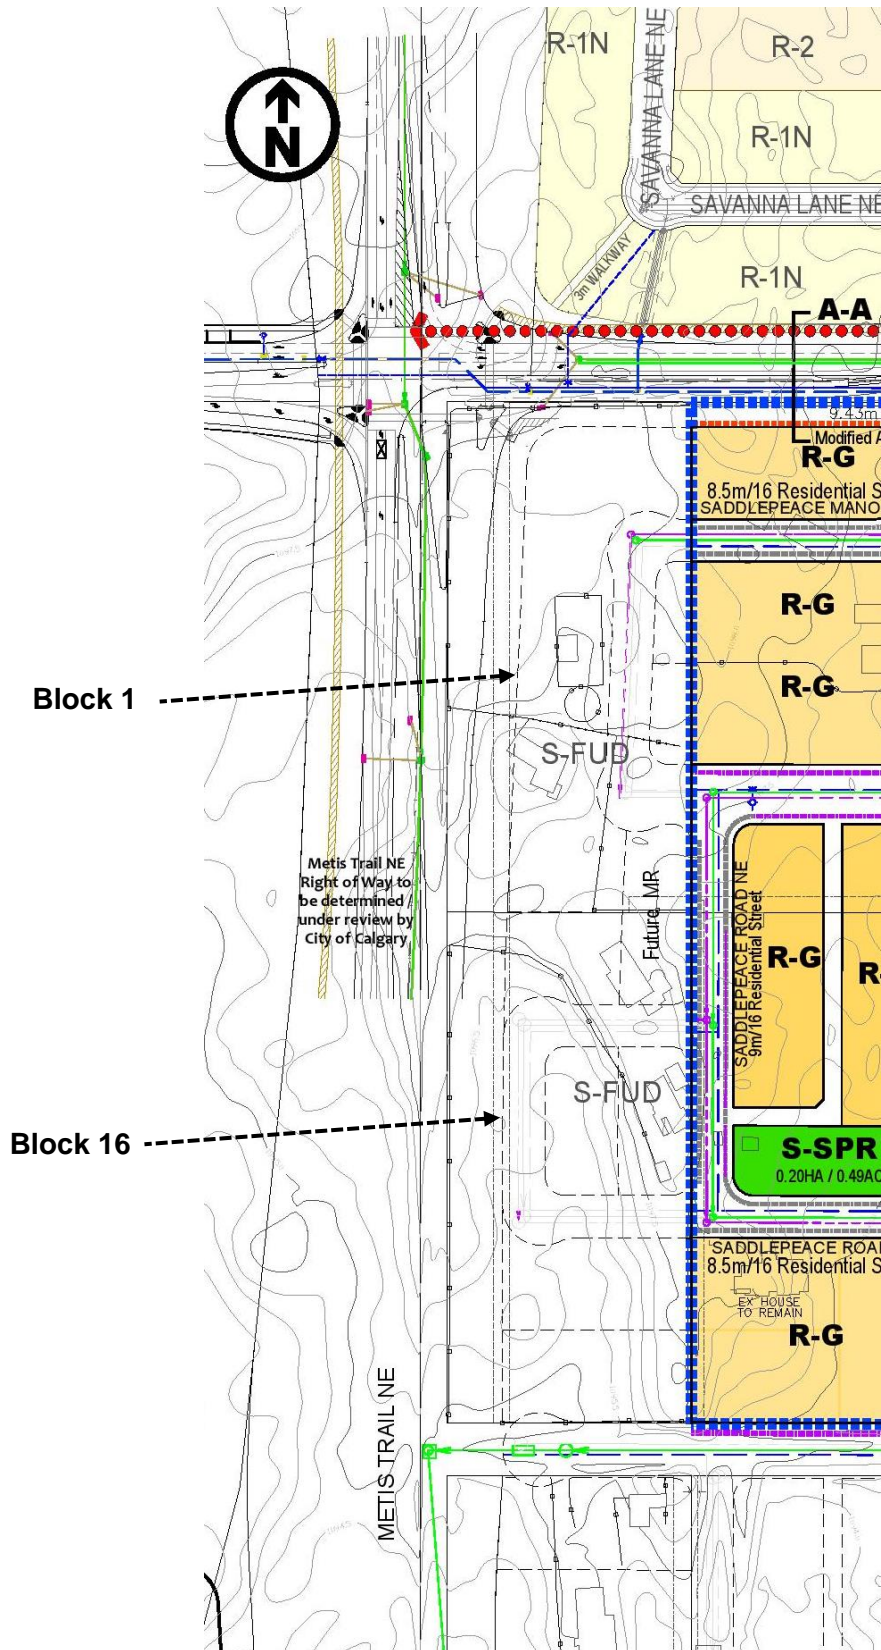 R-1N
SAVANNA LANE NE
R-2
N
R-1N
SAVANNA LANE NE
3m WALKWAY
R-1N
A-A
9.43m
Modified A
R-G
8.5m/16 Residential S
SADDLEPEACE MANO
R-G
Block 1
R-G
S-FUD
Metis Trail NE
Right of Way to
be determined /
under review by
City of Calgary
Future MR
SADDLEPEACE ROAD NE
9m/16 Residential Street
R-G
R-
S-FUD
Block 16
S-SPR
0.20HA / 0.49AC
SADDLEPEACE ROA
8.5m/16 Residential S
EX HOUSE
TO REMAIN
R-G
METIS TRAIL NE